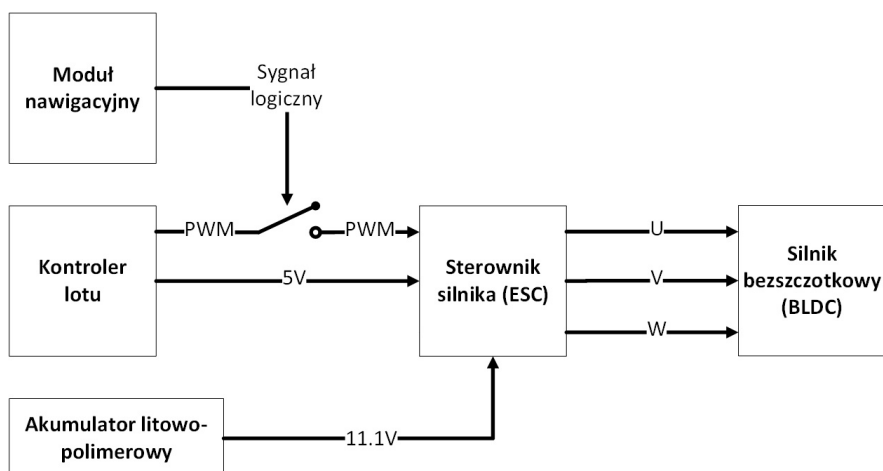 Moduł
nawigacyjny
Sygnał
logiczny
PWM
PWM
Kontroler
lotu
5V
Sterownik
silnika (ESC)
U
V
W
Silnik
bezszczotkowy
(BLDC)
Akumulator litowo-
polimerowy
11.1V